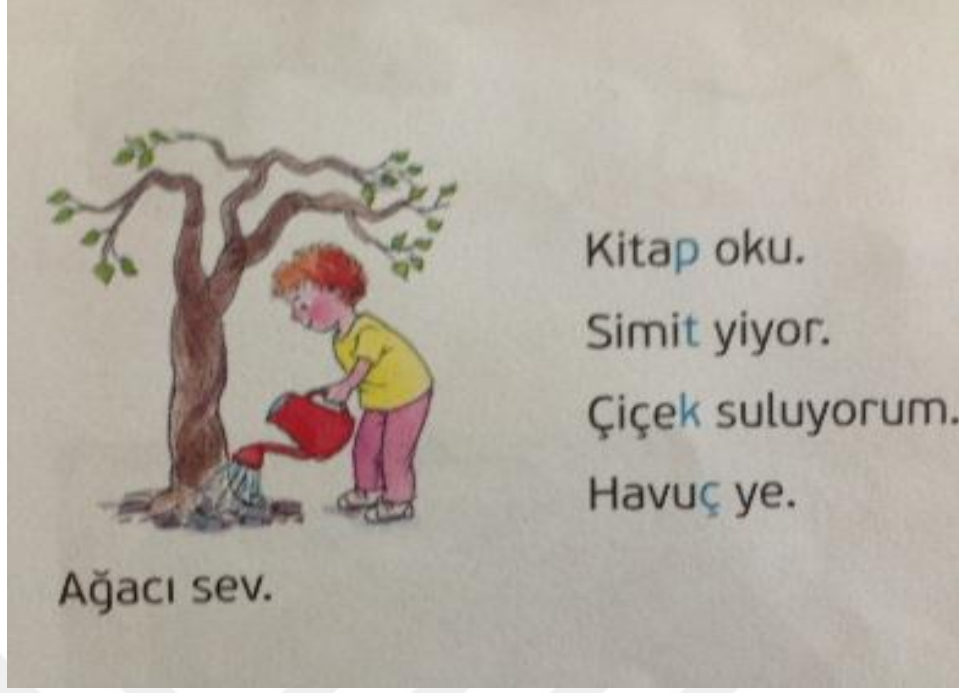 Kitap oku.
Simit yiyor.
Çiçek suluyorum.
Havuç ye.
Ağacı sev.